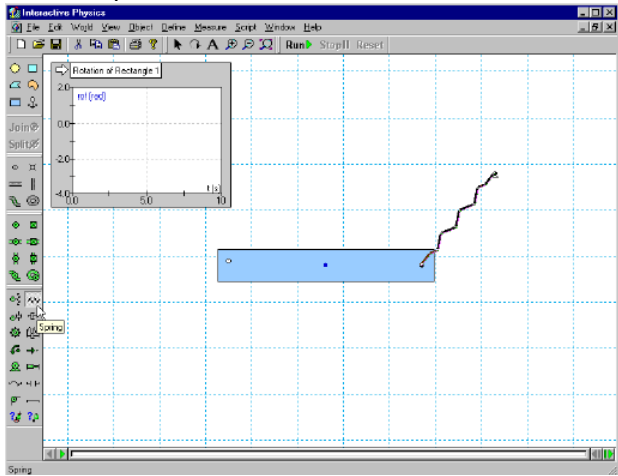 Interactive Physics
File Edit World View Object Define Measure Script Window Help
A Run Stop Reset
Rotation of Rectangle 1
2.0
rot (rad)
0.0
-2.0
-4.0
t (s)
0.0 5.0 10
Join
Split
Spring
Spring